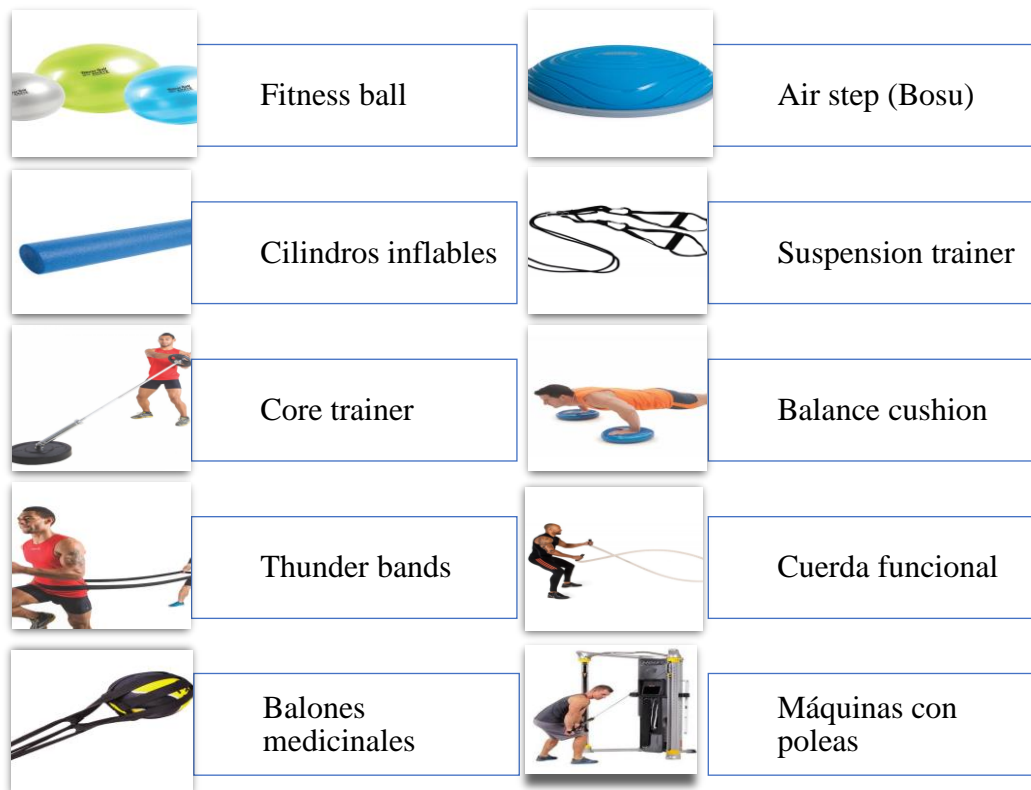 Fitness ball
Air step (Bosu)
Cilindros inflables
Suspension trainer
Core trainer
Balance cushion
Thunder bands
Cuerda funcional
Balones
medicinales
Máquinas con
poleas